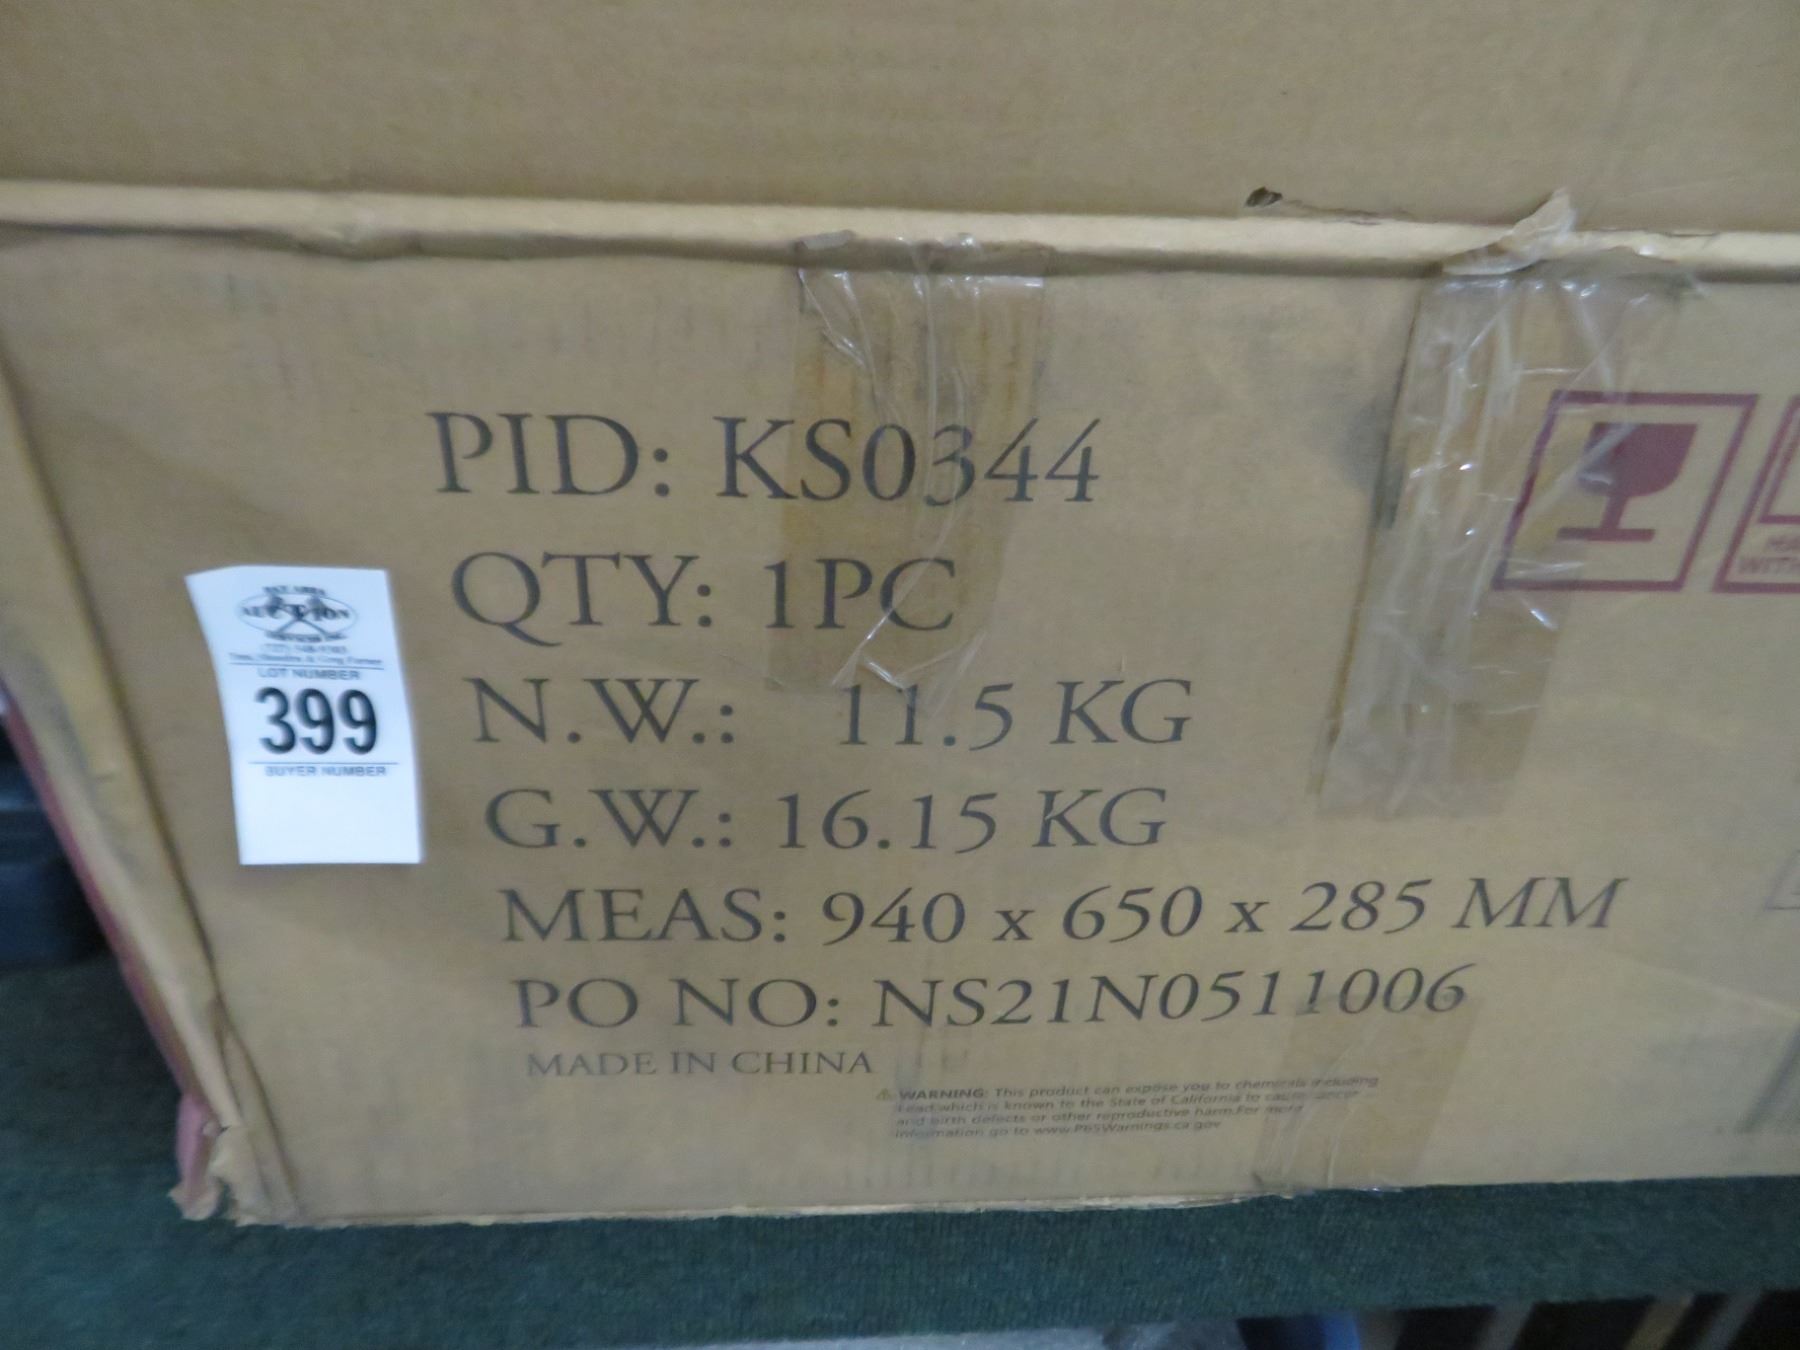 PID: KS0344
QTY: 1PC
N.W.: 11.5 KG
G.W.: 16.15 KG
MEAS: 940 x 650 x 285 MM
PO NO: NS21N0511006
MADE IN CHINA
WARNING: This product can expose you to chemicals including
Lead which is known to the State of California to cause cancer
and birth defects or other reproductive harm.For more
information go to www.P65Warnings.ca.gov
AUCTION
LOT NUMBER
399
BUYER NUMBER
WITH